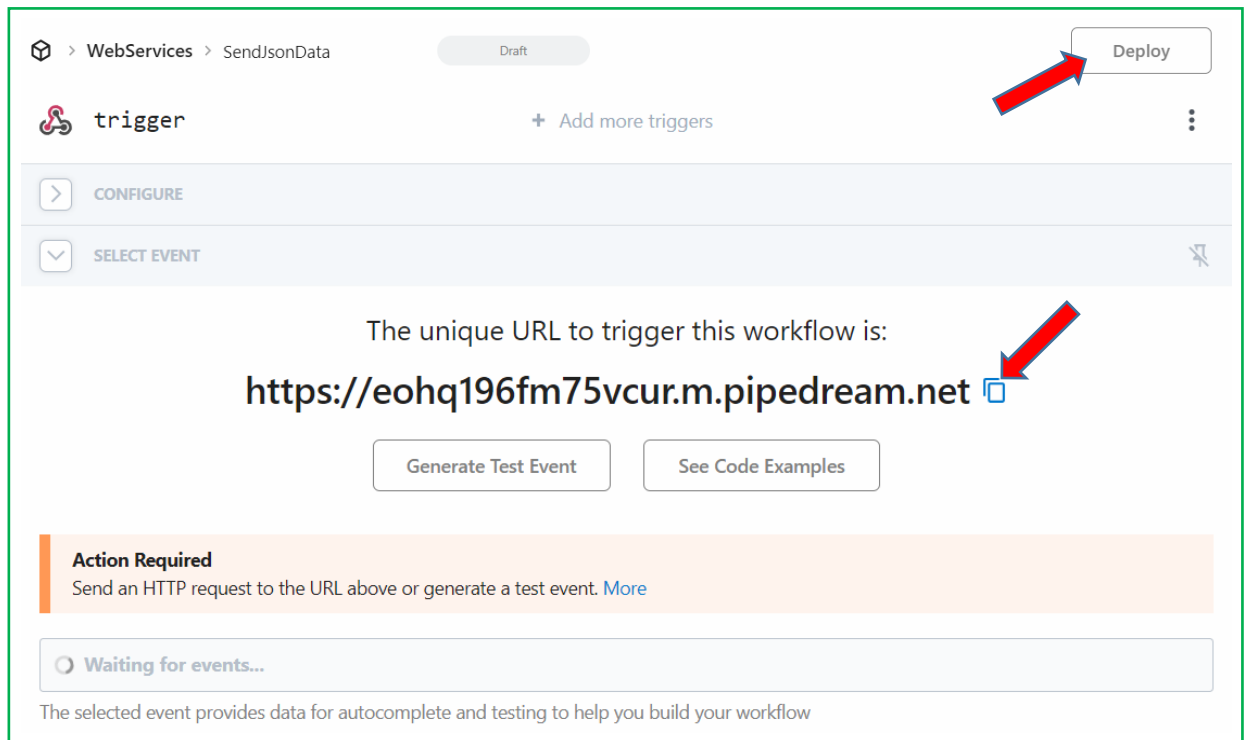 WebServices > SendJsonData
Draft
Deploy
trigger
+ Add more triggers
CONFIGURE
SELECT EVENT
The unique URL to trigger this workflow is:
https://eohq196fm75vcur.m.pipedream.net
Generate Test Event
See Code Examples
Action Required
Send an HTTP request to the URL above or generate a test event. More
Waiting for events...
The selected event provides data for autocomplete and testing to help you build your workflow